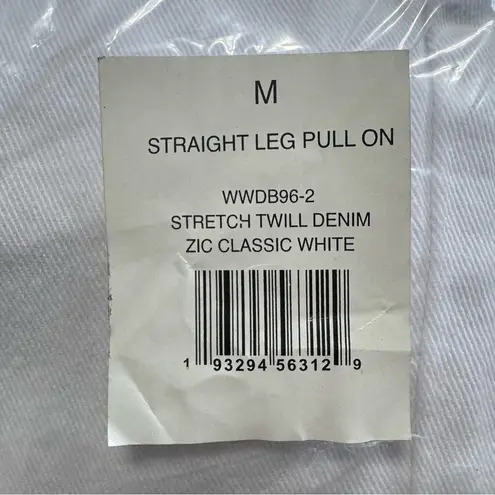 M
STRAIGHT LEG PULL ON
WWDB96-2
STRETCH TWILL DENIM
ZIC CLASSIC WHITE
1 93294 56312 9